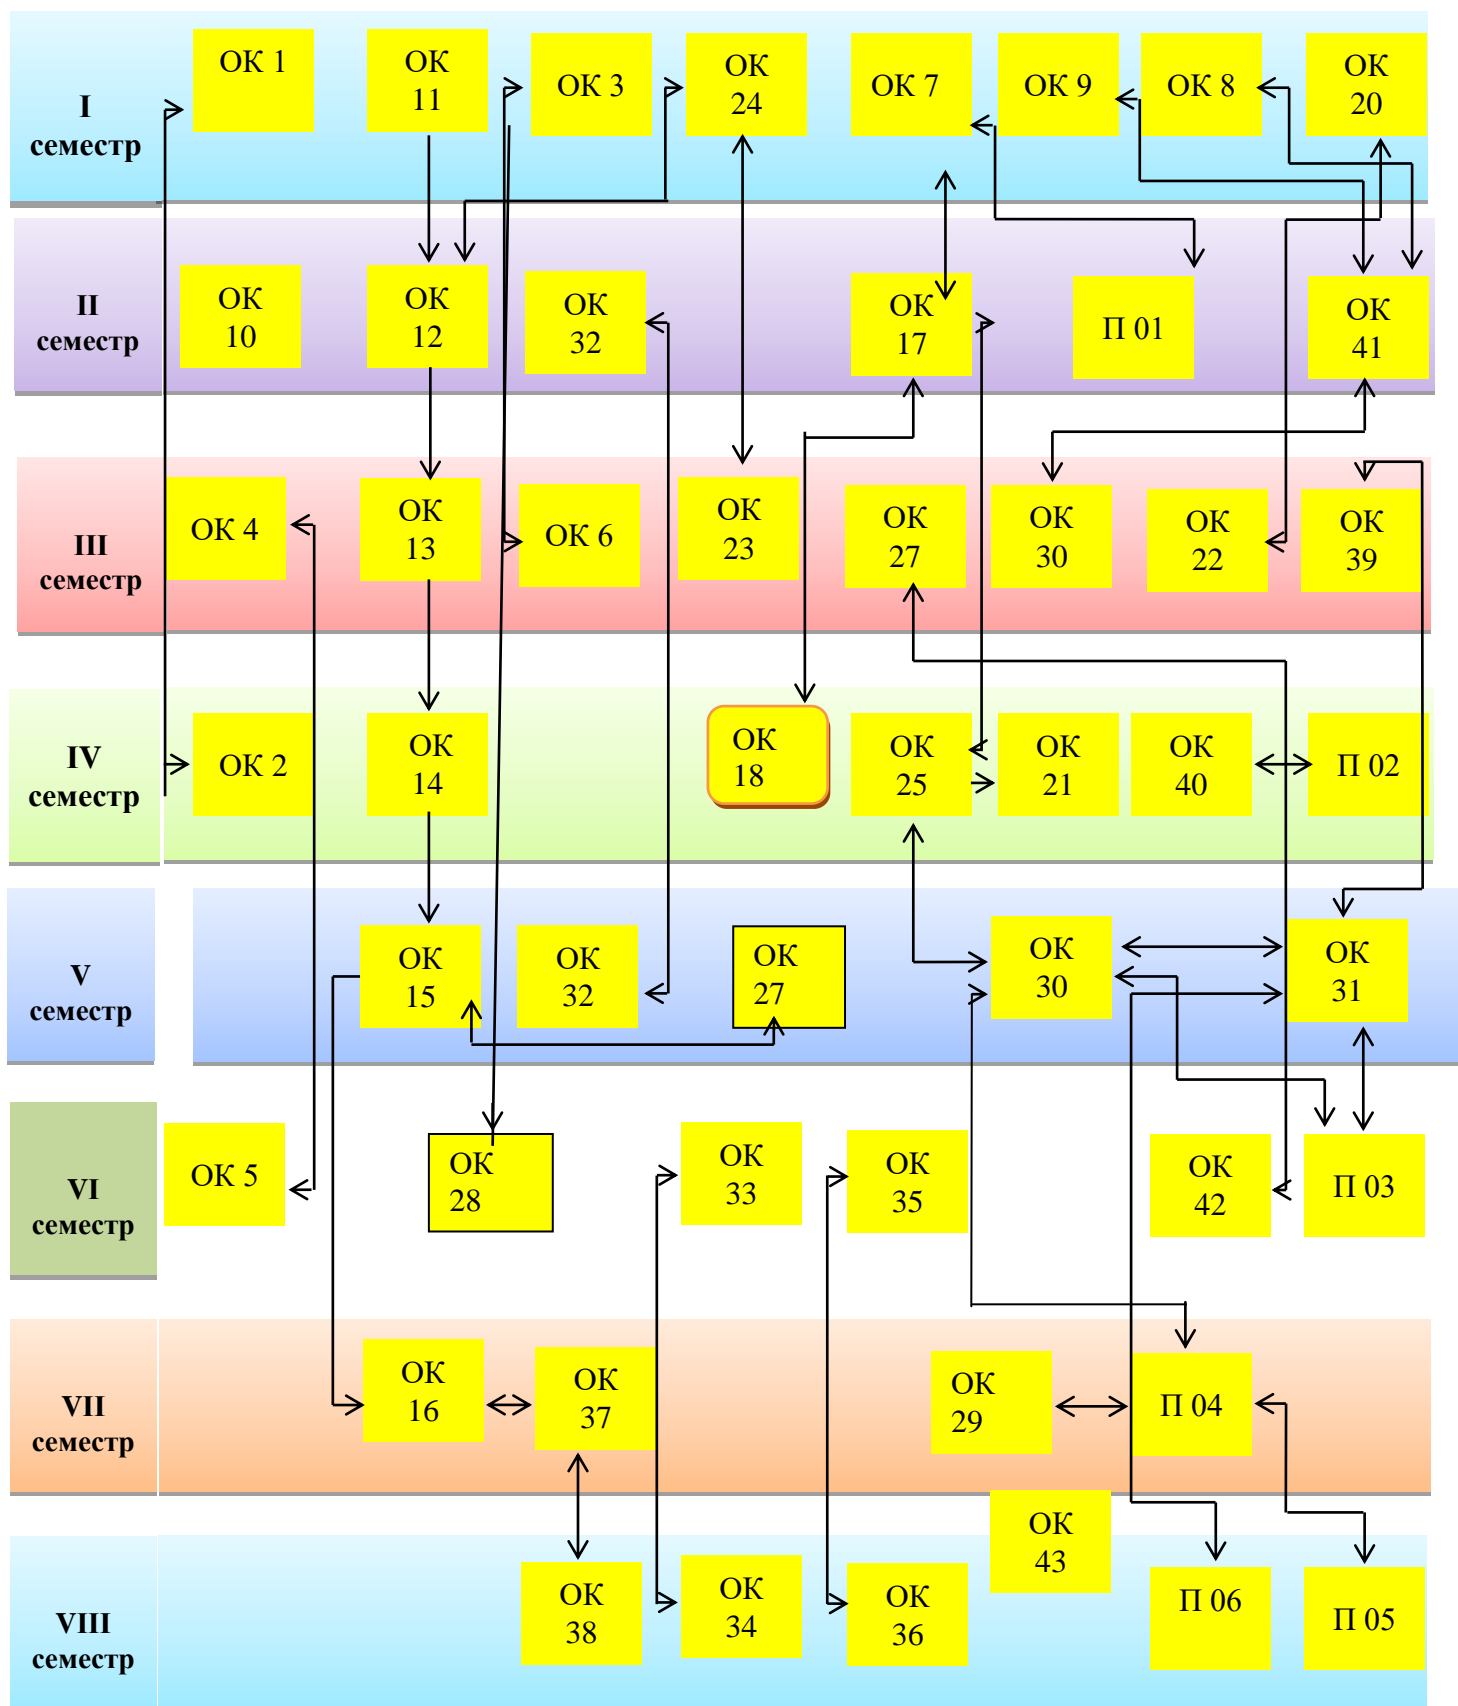 I
семестр
ОК 1
ОК
11
ОК 3
ОК
24
ОК 7
ОК 9
ОК 8
ОК
20
II
семестр
ОК
10
ОК
12
ОК
32
ОК
17
П 01
ОК
41
III
семестр
ОК 4
ОК
13
ОК 6
ОК
23
ОК
27
ОК
30
ОК
22
ОК
39
IV
семестр
ОК 2
ОК
14
ОК
18
ОК
25
ОК
21
ОК
40
П 02
V
семестр
ОК
15
ОК
32
ОК
27
ОК
30
ОК
31
VI
семестр
ОК 5
ОК
28
ОК
33
ОК
35
ОК
42
П 03
VII
семестр
ОК
16
ОК
37
ОК
29
П 04
ОК
43
VIII
семестр
ОК
38
ОК
34
ОК
36
П 06
П 05